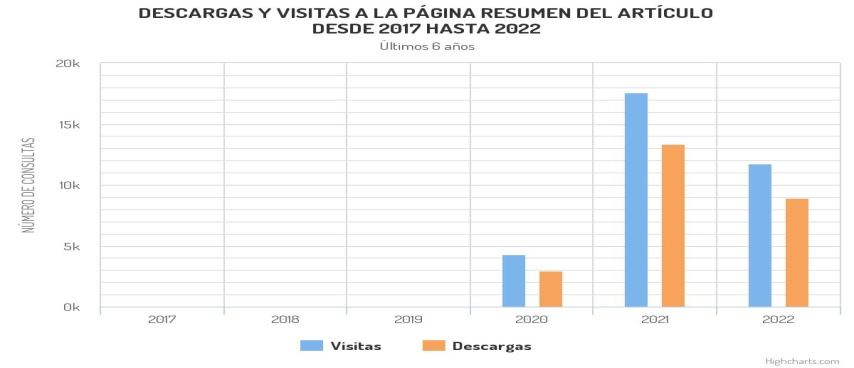 DESCARGAS Y VISITAS A LA PÁGINA RESUMEN DEL ARTÍCULO
DESDE 2017 HASTA 2022
Últimos 6 años
NÚMERO DE CONSULTAS
20k
15k
10k
5k
0k
2017 2018 2019 2020 2021 2022
Visitas Descargas
Highcharts.com